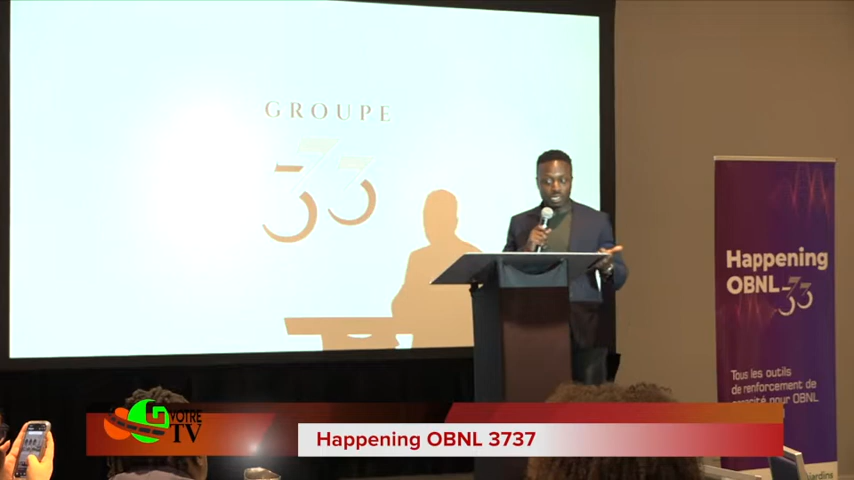 GROUPE
33
Happening
OBNL 33
Tous les outils
de renforcement de
capacité pour OBNL
VOTRE
TV
Happening OBNL 3737